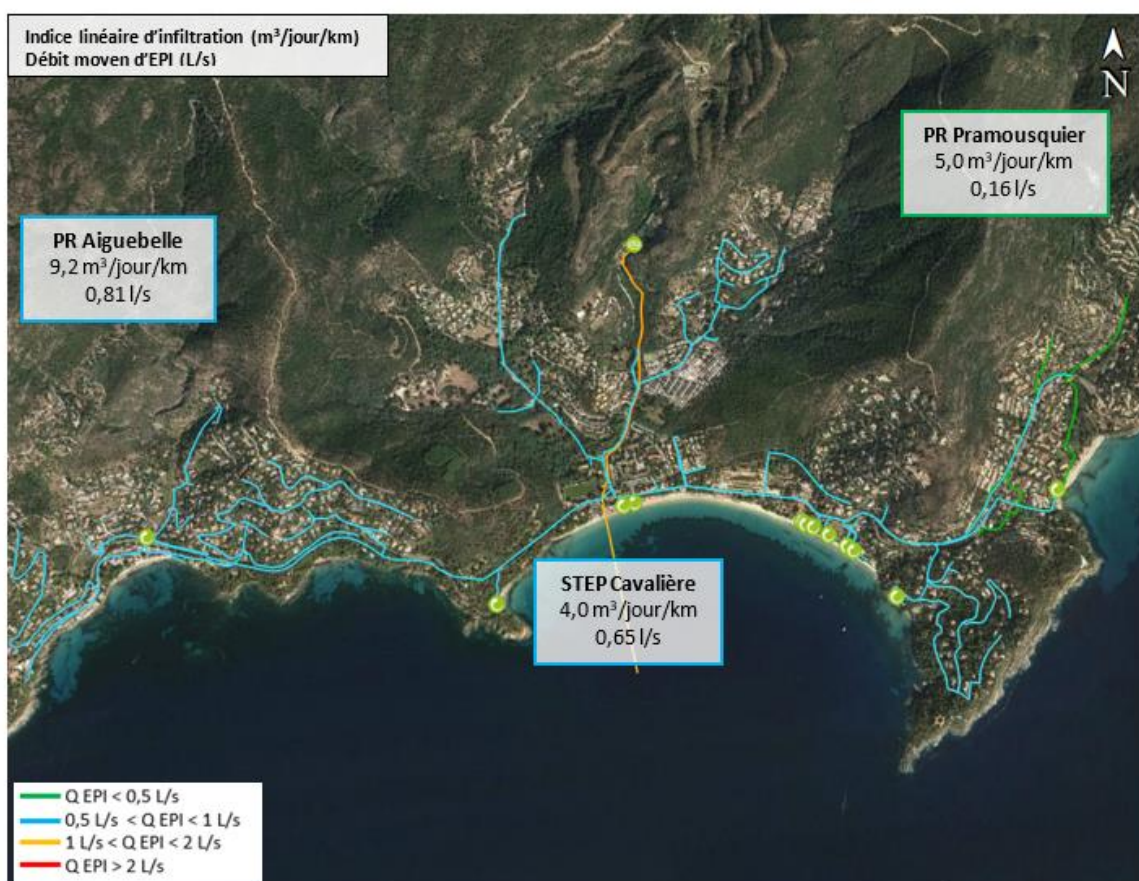 Indice linéaire d'infiltration (m³/jour/km)
Débit moyen d'EPI (L/s)
N
PR Pramousquier
5,0 m³/jour/km
0,16 l/s
PR Aiguebelle
9,2 m³/jour/km
0,81 l/s
STEP Cavalière
4,0 m³/jour/km
0,65 l/s
Q EPI < 0,5 L/s
0,5 L/s < Q EPI < 1 L/s
1 L/s < Q EPI < 2 L/s
Q EPI > 2 L/s